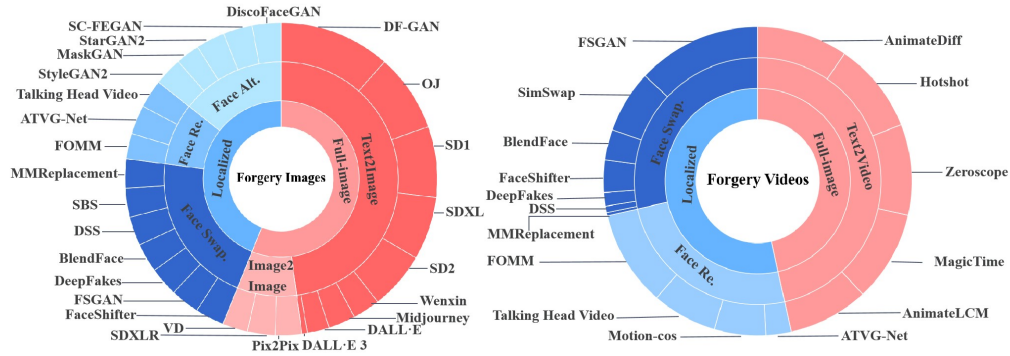 DiscoFaceGAN
SC-FEGAN
DF-GAN
StarGAN2
MaskGAN
StyleGAN2
OJ
Talking Head Video
ATVG-Net
SD1
FOMM
MMReplacement
SBS
SDXL
DSS
BlendFace
SD2
DeepFakes
FSGAN
Wenxin
FaceShifter
Midjourney
VD
DALL·E
SDXLR
Pix2Pix
DALL·E 3
Face Alt.
Face Re.
Face Swap.
Localized
Forgery Images
Full-image
Text2Image
Image2
Image
FSGAN
AnimateDiff
SimSwap
Hotshot
BlendFace
FaceShifter
Zeroscope
DeepFakes
DSS
MMReplacement
FOMM
MagicTime
Talking Head Video
AnimateLCM
Motion-cos
ATVG-Net
Face Swap.
Localized
Forgery Videos
Full-image
Text2Video
Face Re.